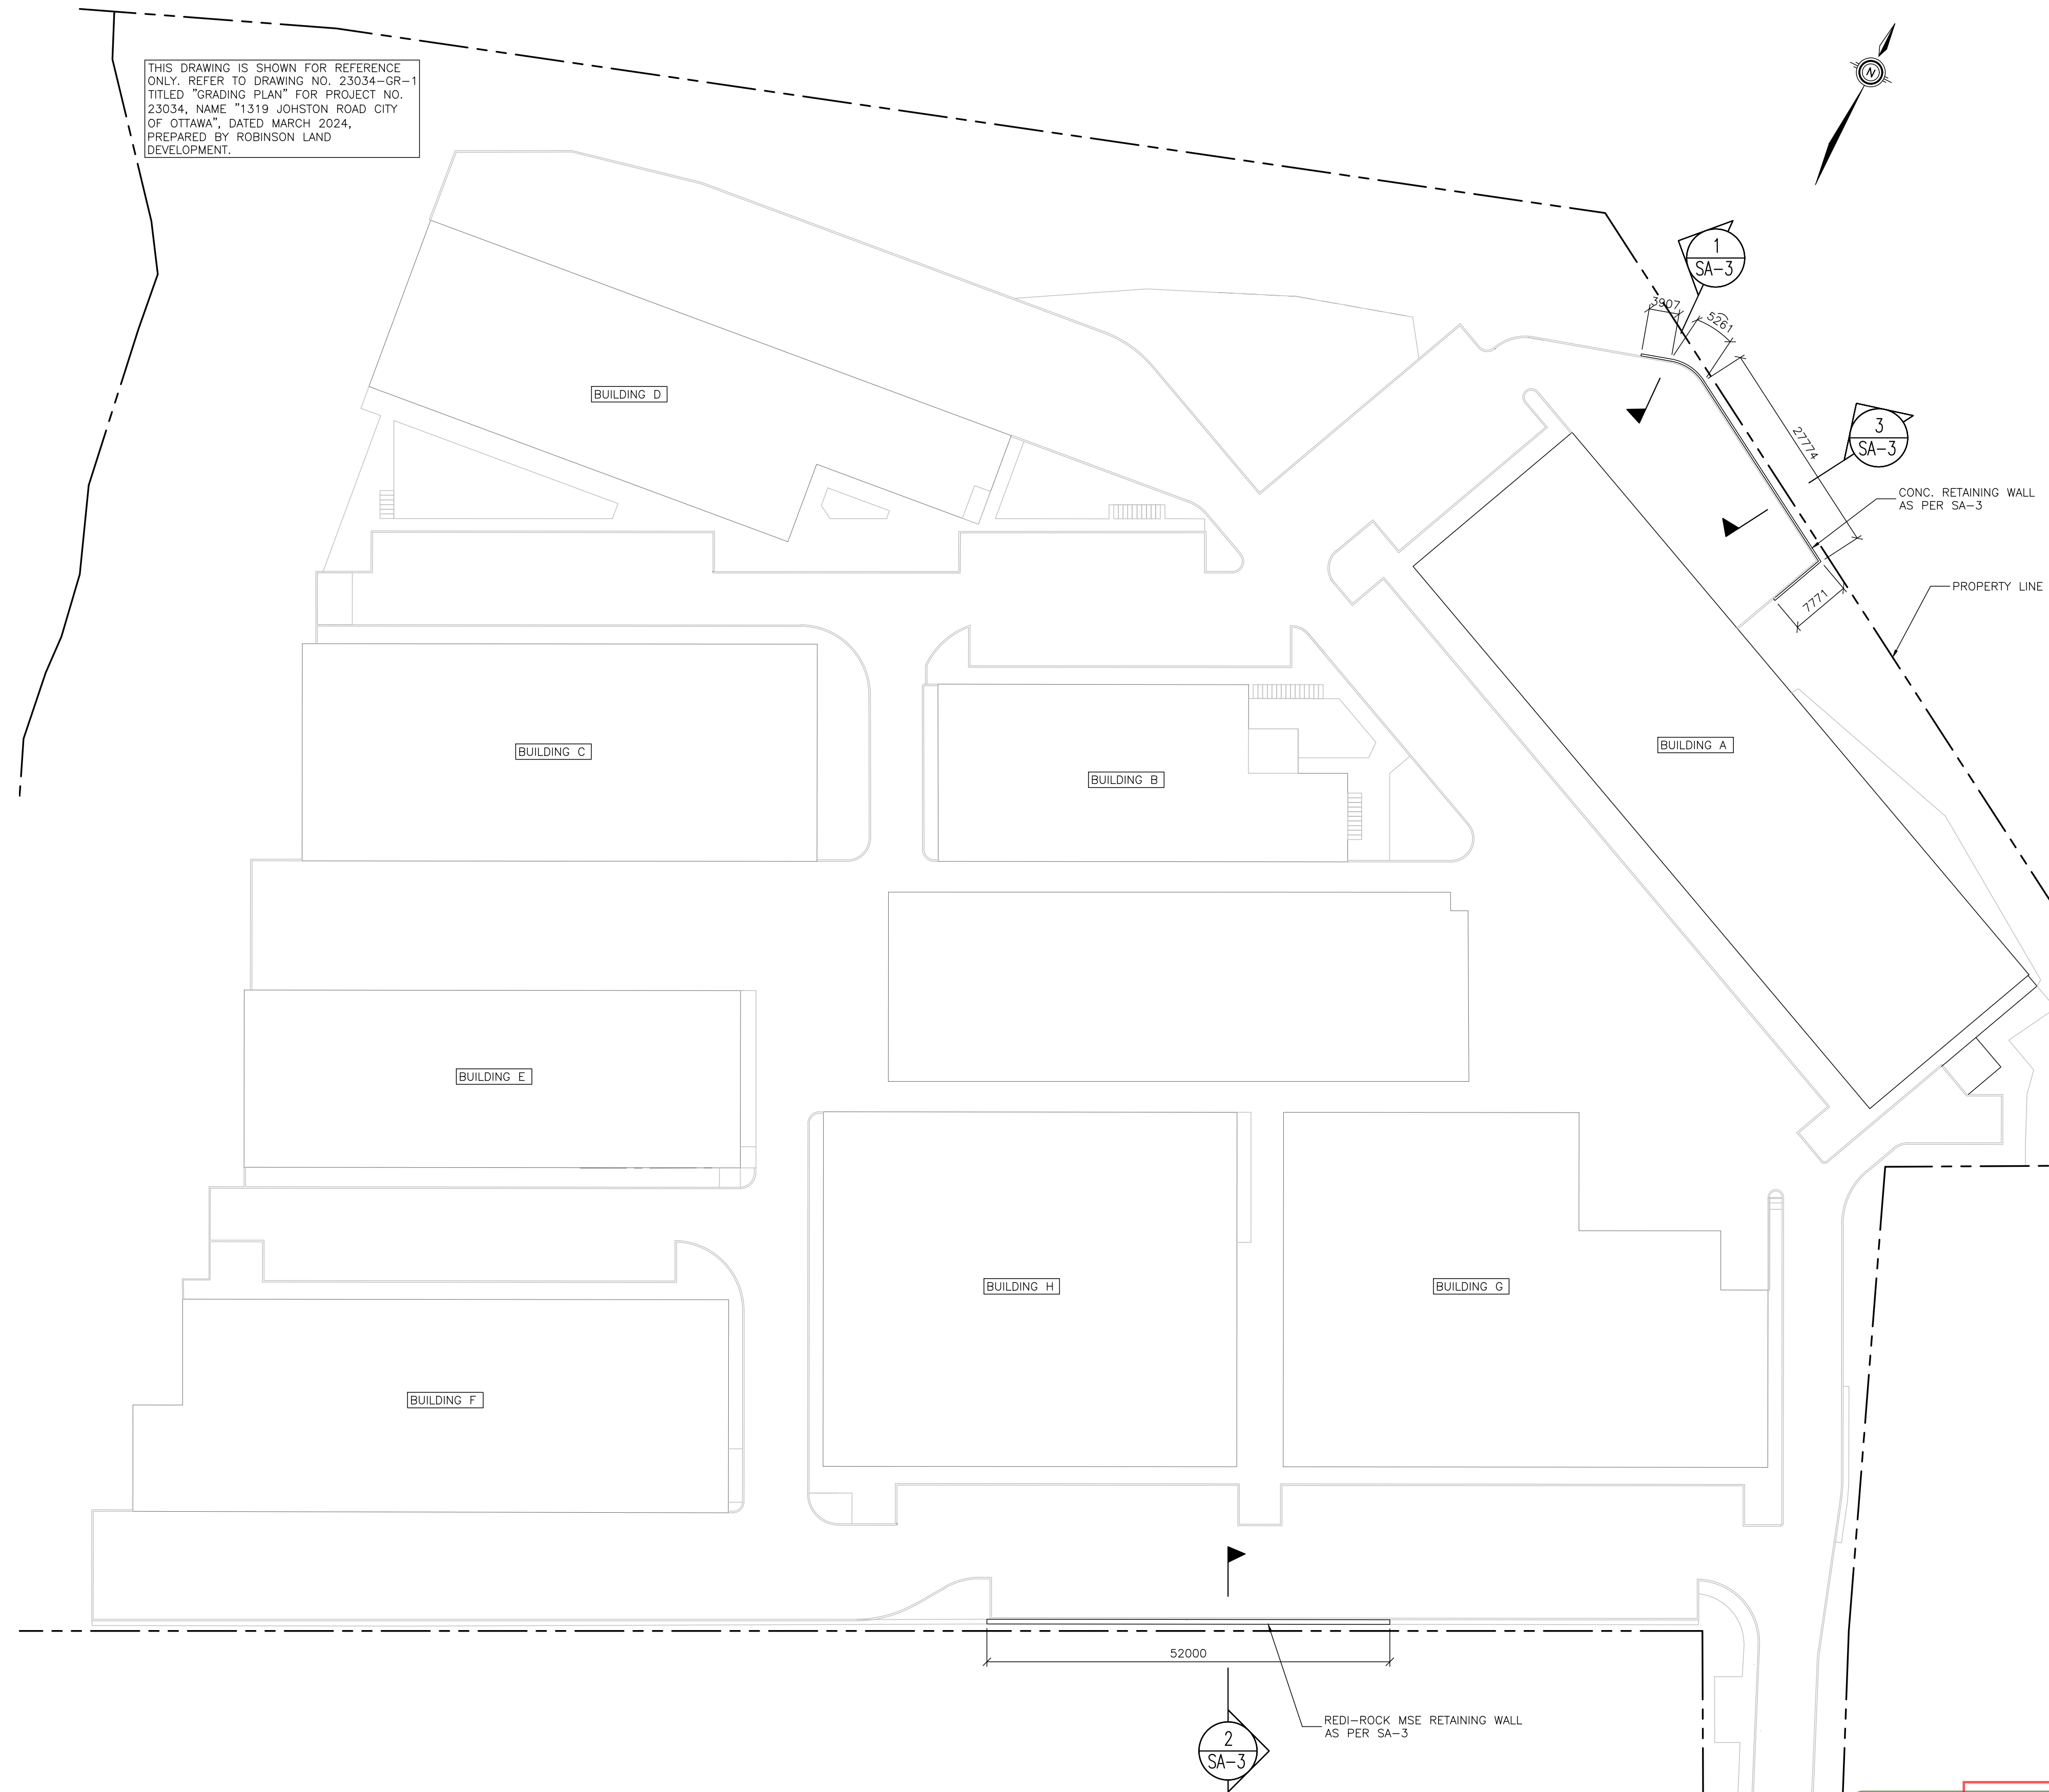 THIS DRAWING IS SHOWN FOR REFERENCE
ONLY. REFER TO DRAWING NO. 23034-GR-1
TITLED "GRADING PLAN" FOR PROJECT NO.
23034, NAME "1319 JOHSTON ROAD CITY
OF OTTAWA", DATED MARCH 2024,
PREPARED BY ROBINSON LAND
DEVELOPMENT.
N
1
SA-3
3907
5261
27774
3
SA-3
CONC. RETAINING WALL
AS PER SA-3
7771
PROPERTY LINE
BUILDING D
BUILDING C
BUILDING B
BUILDING A
BUILDING E
BUILDING H
BUILDING G
BUILDING F
52000
REDI-ROCK MSE RETAINING WALL
AS PER SA-3
2
SA-3